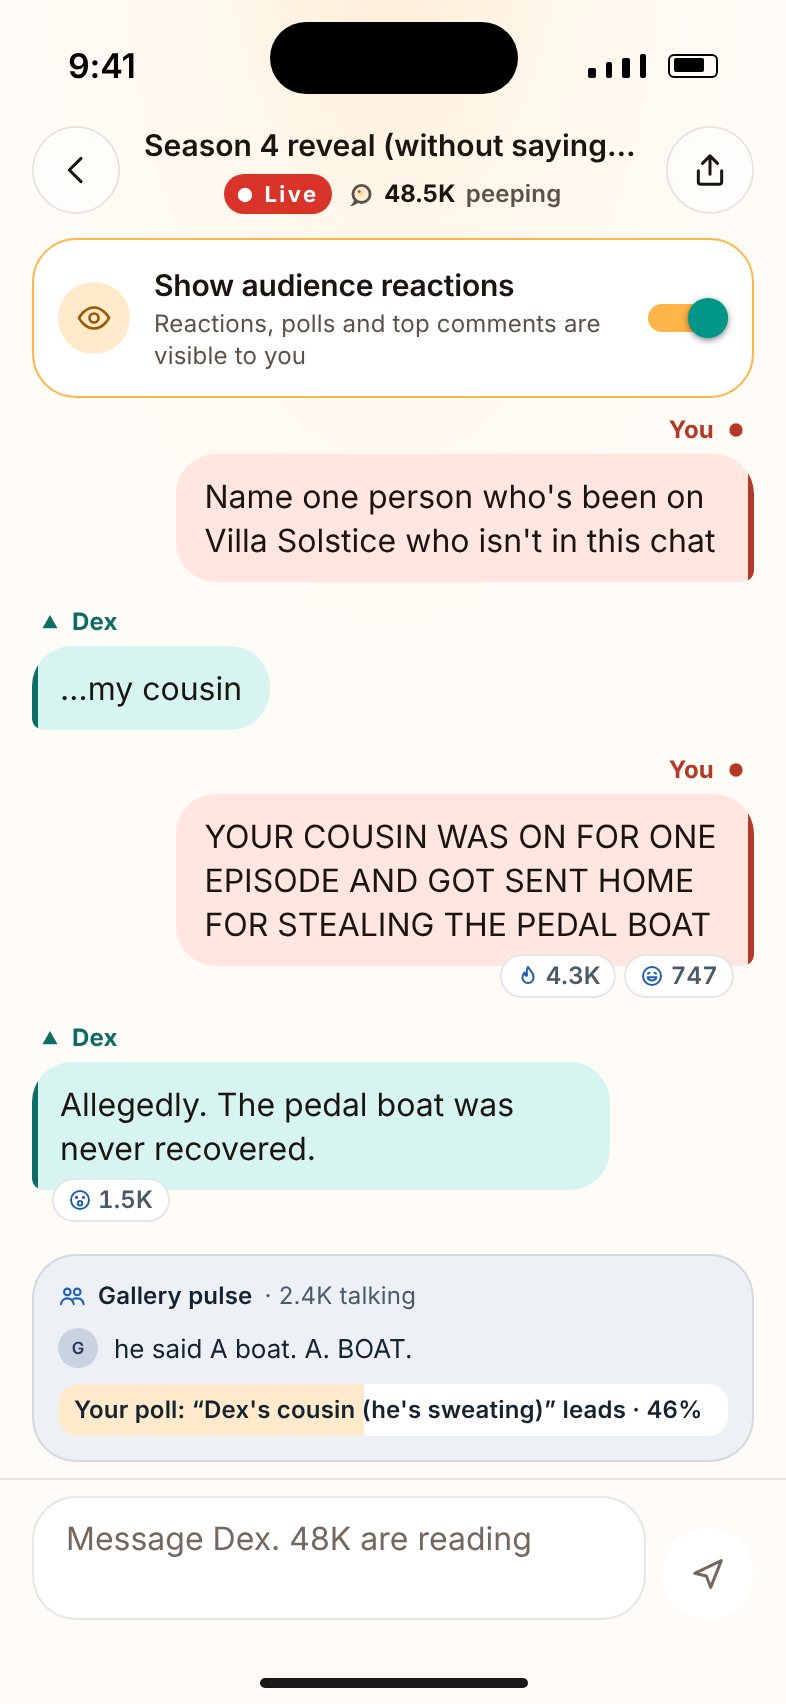 9:41
Season 4 reveal (without saying...
Live 48.5K peeping
Show audience reactions
Reactions, polls and top comments are
visible to you
You
Name one person who's been on
Villa Solstice who isn't in this chat
Dex
...my cousin
You
YOUR COUSIN WAS ON FOR ONE
EPISODE AND GOT SENT HOME
FOR STEALING THE PEDAL BOAT
4.3K 747
Dex
Allegedly. The pedal boat was
never recovered.
1.5K
Gallery pulse · 2.4K talking
G he said A boat. A. BOAT.
Your poll: “Dex's cousin (he's sweating)” leads · 46%
Message Dex. 48K are reading